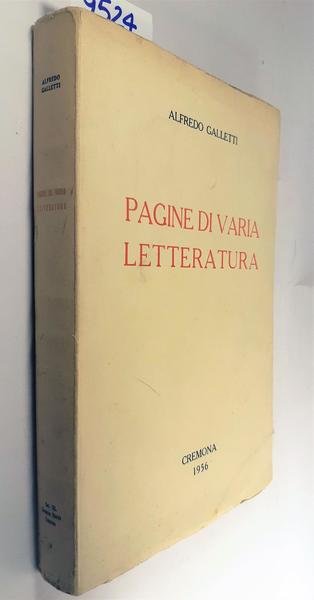 9524
ALFREDO GALLETTI
PAGINE DI VARIA
LETTERATURA
CREMONA
1956
ALFREDO
GALLETTI
PAGINE DI VARIA
LETTERATURA